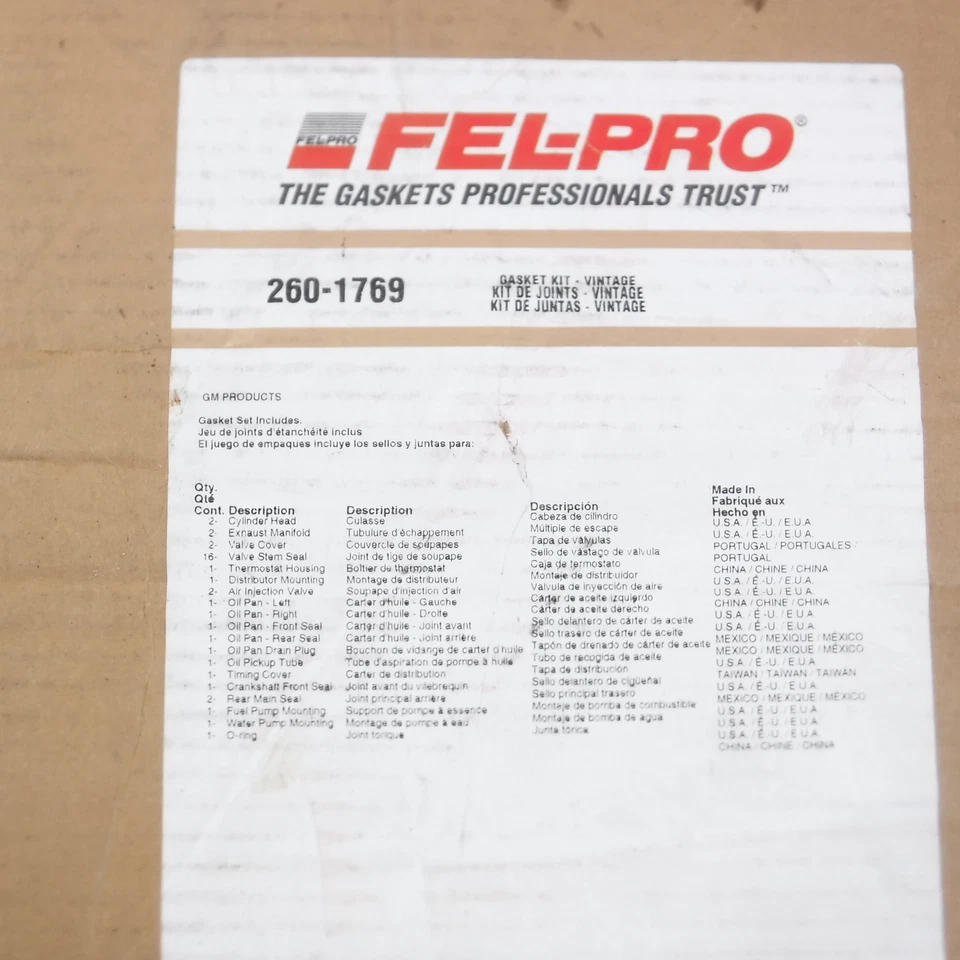 FEL-PRO
FEL-PRO®
THE GASKETS PROFESSIONALS TRUST™
260-1769
GASKET KIT - VINTAGE
KIT DE JOINTS - VINTAGE
KIT DE JUNTAS - VINTAGE
GM PRODUCTS
Gasket Set Includes.
Jeu de joints d'étanchéité inclus
El juego de empaques incluye los sellos y juntas para:
Qty.
Qté
Cont. Description Description Descripción Made In
Fabriqué aux
Hecho en
2- Cylinder Head Culasse Cabeza de cilindro U.S.A. / É.-U. / E.U.A.
2- Exhaust Manifold Tubulure d'échappement Múltiple de escape U.S.A. / É.-U. / E.U.A.
2- Valve Cover Couvercle de soupapes Tapa de válvulas PORTUGAL / PORTUGALES
16- Valve Stem Seal Joint de tige de soupape Sello de vástago de válvula PORTUGAL
1- Thermostat Housing Boîtier de thermostat Caja de termostato CHINA / CHINE / CHINA
1- Distributor Mounting Montage de distributeur Montaje de distribuidor U.S.A. / É.-U. / E.U.A.
2- Air Injection Valve Soupape d'injection d'air Valvula de inyección de aire U.S.A. / É.-U. / E.U.A.
1- Oil Pan - Left Carter d'huile - Gauche Cárter de aceite izquierdo CHINA / CHINE / CHINA
1- Oil Pan - Right Carter d'huile - Droite Cárter de aceite derecho U.S.A. / É.-U. / E.U.A.
1- Oil Pan - Front Seal Carter d'huile - Joint avant Sello delantero de cárter de aceite U.S.A. / É.-U. / E.U.A.
1- Oil Pan - Rear Seal Carter d'huile - Joint arrière Sello trasero de cárter de aceite MEXICO / MEXIQUE / MÉXICO
1- Oil Pan Drain Plug Bouchon de vidange de carter d'huile Tapón de drenado de cárter de aceite MEXICO / MEXIQUE / MÉXICO
1- Oil Pickup Tube Tube d'aspiration de pompe à huile Tubo de recogida de aceite U.S.A. / É.-U. / E.U.A.
1- Timing Cover Carter de distribution Tapa de distribución TAIWAN / TAIWAN / TAIWAN
1- Crankshaft Front Seal Joint avant du vilebrequin Sello delantero de cigüeñal U.S.A. / É.-U. / E.U.A.
2- Rear Main Seal Joint principal arrière Sello principal trasero MEXICO / MEXIQUE / MÉXICO
1- Fuel Pump Mounting Support de pompe à essence Montaje de bomba de combustible U.S.A. / É.-U. / E.U.A.
1- Water Pump Mounting Montage de pompe à eau Montaje de bomba de agua U.S.A. / É.-U. / E.U.A.
1- O-ring Joint torique Junta tórica CHINA / CHINE / CHINA